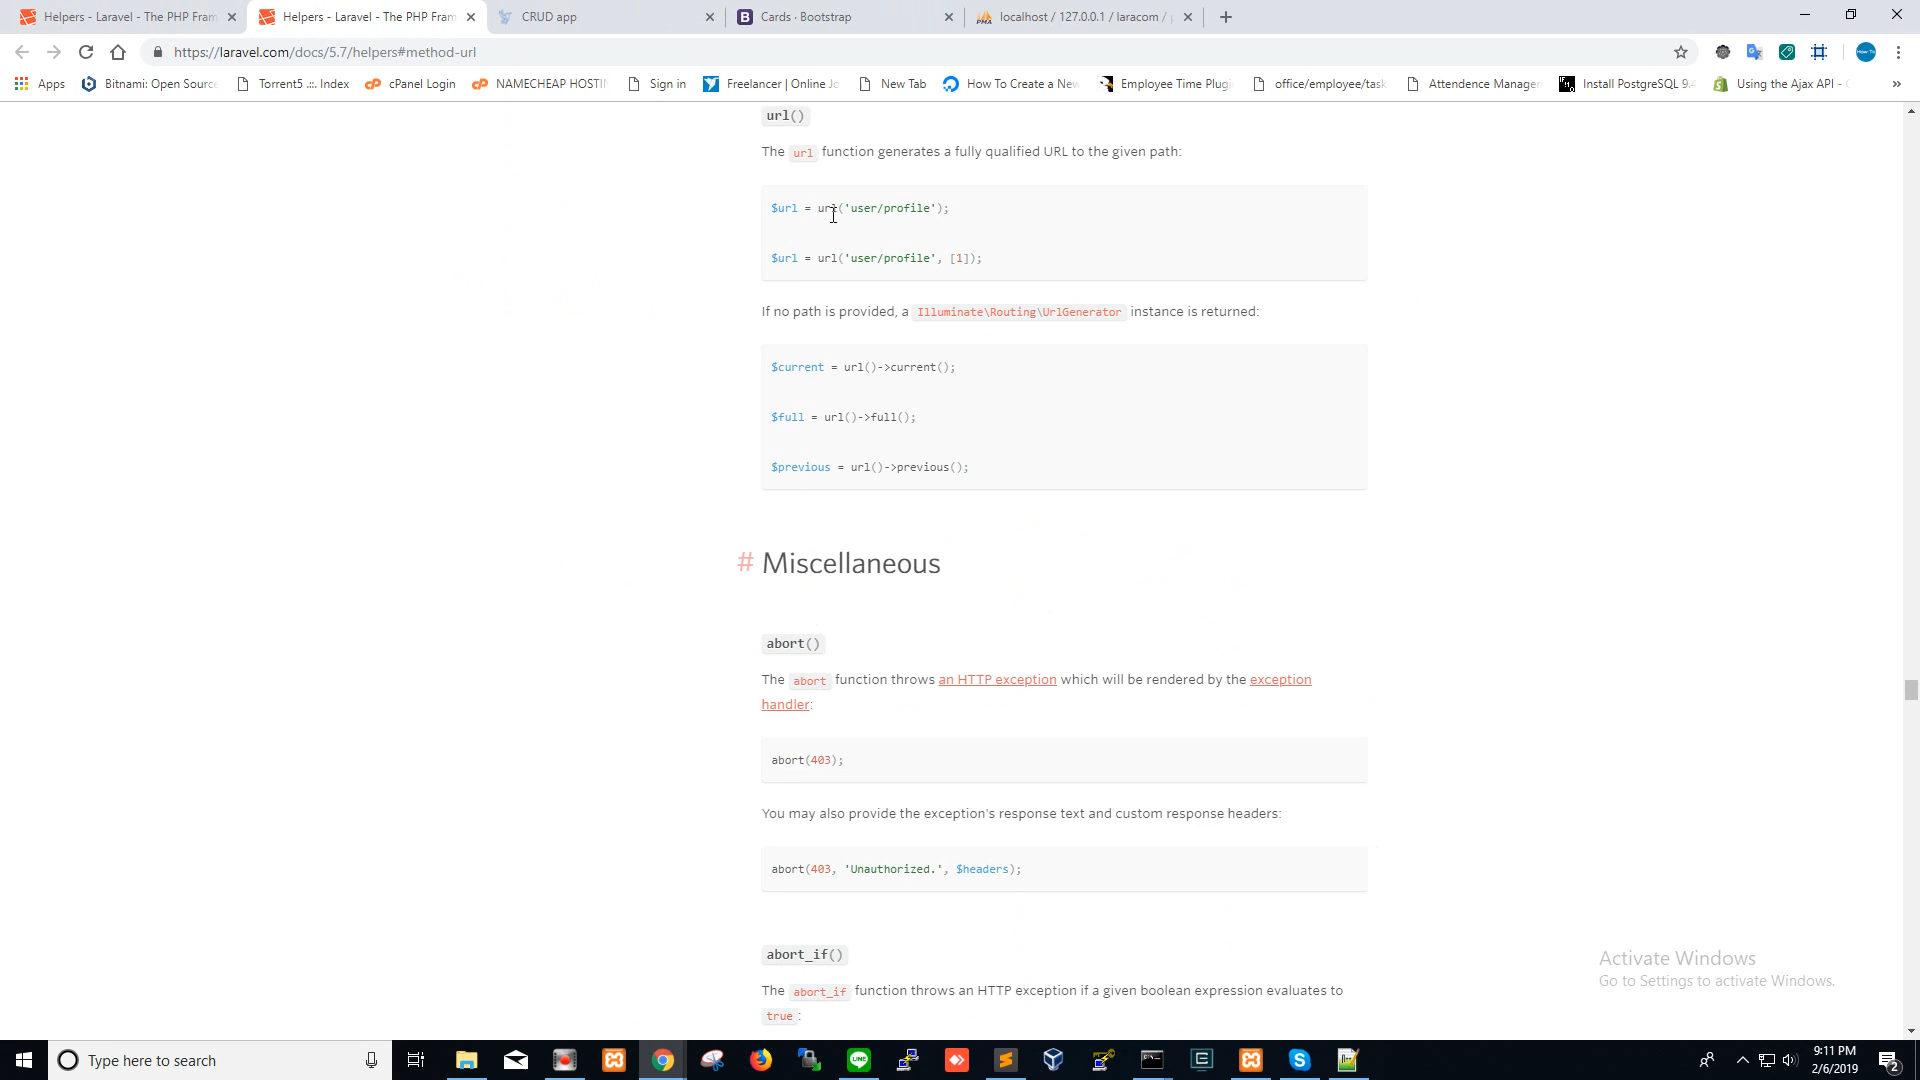 Helpers - Laravel - The PHP Fram
Helpers - Laravel - The PHP Fram
CRUD app
Cards · Bootstrap
localhost / 127.0.0.1 / laracom /
https://laravel.com/docs/5.7/helpers#method-url
Apps
Bitnami: Open Source
Torrent5 .::. Index
cPanel Login
NAMECHEAP HOSTIN
Sign in
Freelancer | Online Jo
New Tab
How To Create a New
Employee Time Plugi
office/employee/task
Attendence Manager
Install PostgreSQL 9.4
Using the Ajax API -
»
url()
The url function generates a fully qualified URL to the given path:
$url = url('user/profile');
$url = url('user/profile', [1]);
If no path is provided, a Illuminate\Routing\UrlGenerator instance is returned:
$current = url()->current();
$full = url()->full();
$previous = url()->previous();
# Miscellaneous
abort()
The abort function throws an HTTP exception which will be rendered by the exception
handler:
abort(403);
You may also provide the exception's response text and custom response headers:
abort(403, 'Unauthorized.', $headers);
abort_if()
The abort_if function throws an HTTP exception if a given boolean expression evaluates to
true:
Activate Windows
Go to Settings to activate Windows.
Type here to search
9:11 PM
2/6/2019
2